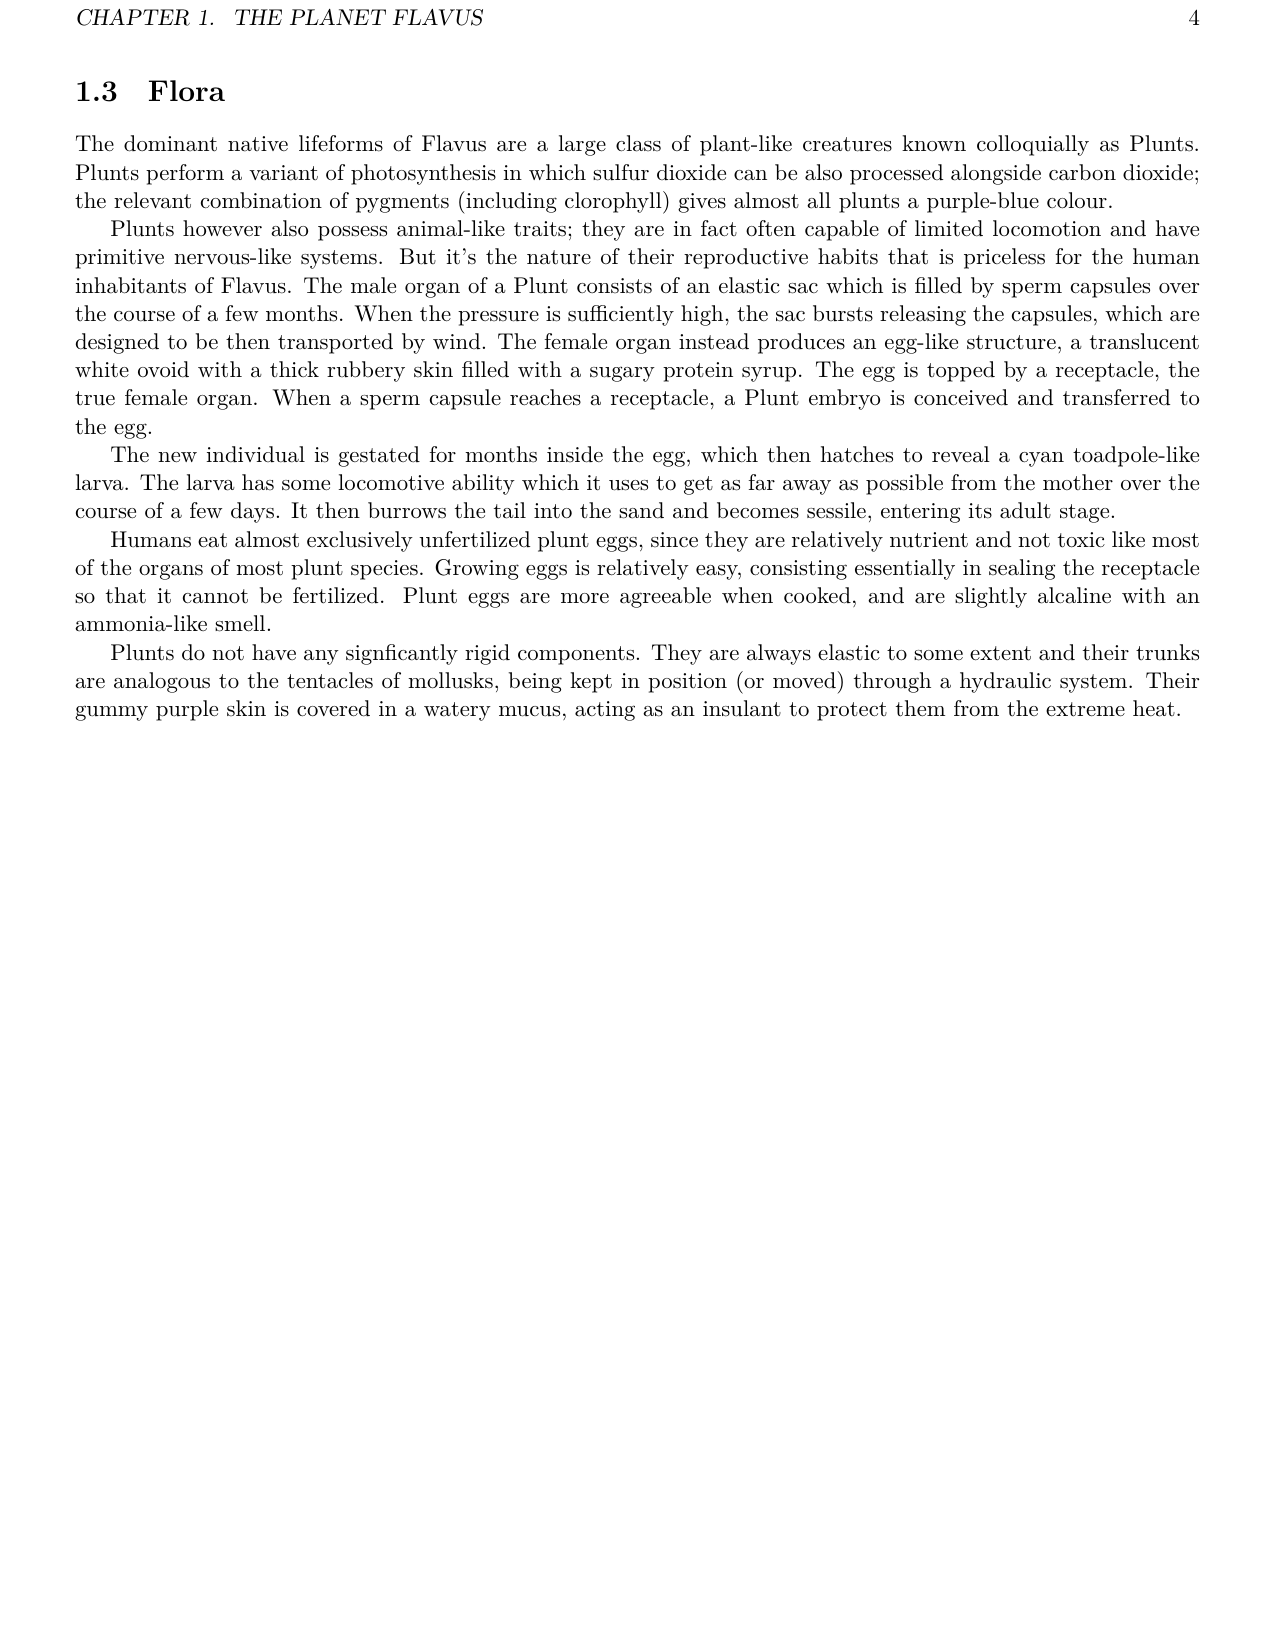 CHAPTER 1. THE PLANET FLAVUS 4
1.3 Flora
The dominant native lifeforms of Flavus are a large class of plant-like creatures known colloquially as Plunts.
Plunts perform a variant of photosynthesis in which sulfur dioxide can be also processed alongside carbon dioxide;
the relevant combination of pygments (including clorophyll) gives almost all plunts a purple-blue colour.
Plunts however also possess animal-like traits; they are in fact often capable of limited locomotion and have
primitive nervous-like systems. But it's the nature of their reproductive habits that is priceless for the human
inhabitants of Flavus. The male organ of a Plunt consists of an elastic sac which is filled by sperm capsules over
the course of a few months. When the pressure is sufficiently high, the sac bursts releasing the capsules, which are
designed to be then transported by wind. The female organ instead produces an egg-like structure, a translucent
white ovoid with a thick rubbery skin filled with a sugary protein syrup. The egg is topped by a receptacle, the
true female organ. When a sperm capsule reaches a receptacle, a Plunt embryo is conceived and transferred to
the egg.
The new individual is gestated for months inside the egg, which then hatches to reveal a cyan toadpole-like
larva. The larva has some locomotive ability which it uses to get as far away as possible from the mother over the
course of a few days. It then burrows the tail into the sand and becomes sessile, entering its adult stage.
Humans eat almost exclusively unfertilized plunt eggs, since they are relatively nutrient and not toxic like most
of the organs of most plunt species. Growing eggs is relatively easy, consisting essentially in sealing the receptacle
so that it cannot be fertilized. Plunt eggs are more agreeable when cooked, and are slightly alcaline with an
ammonia-like smell.
Plunts do not have any signficantly rigid components. They are always elastic to some extent and their trunks
are analogous to the tentacles of mollusks, being kept in position (or moved) through a hydraulic system. Their
gummy purple skin is covered in a watery mucus, acting as an insulant to protect them from the extreme heat.